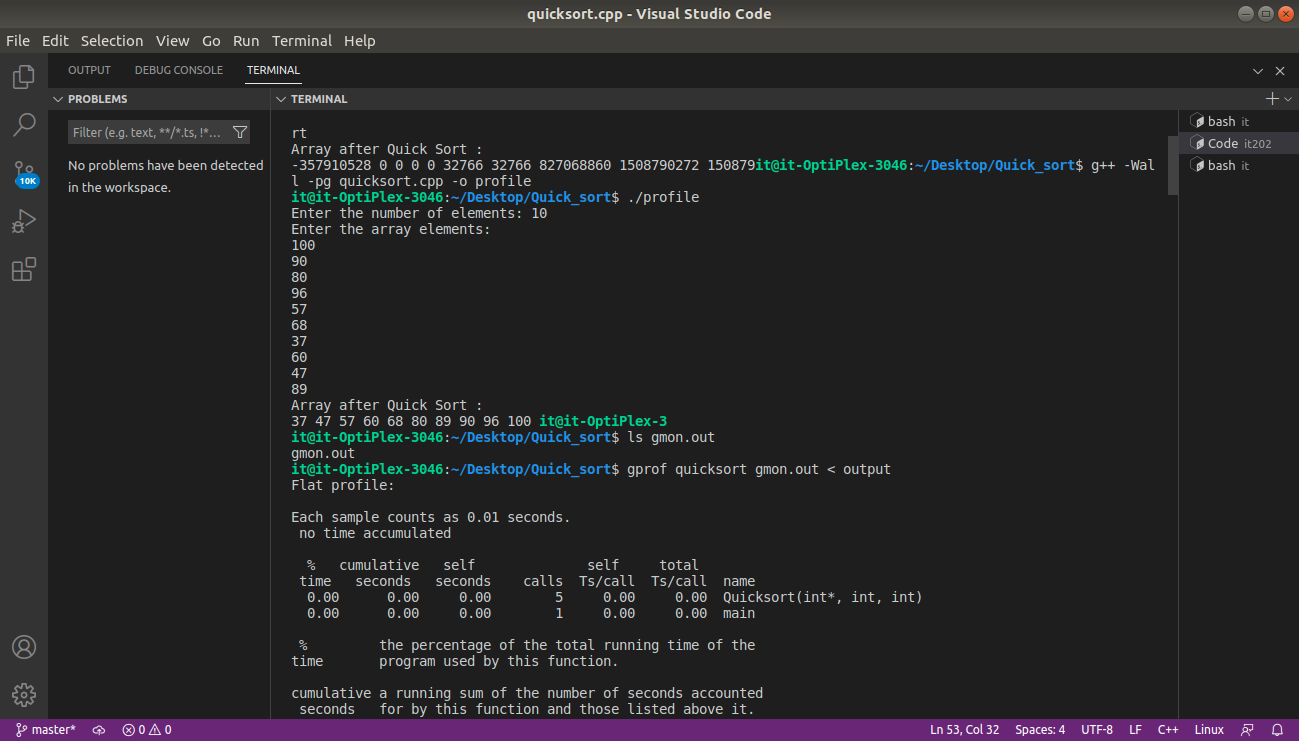 quicksort.cpp - Visual Studio Code
File Edit Selection View Go Run Terminal Help
OUTPUT DEBUG CONSOLE TERMINAL
PROBLEMS
Filter (e.g. text, **/*.ts, !*...
No problems have been detected
in the workspace.
10K
TERMINAL
rt
Array after Quick Sort :
-357910528 0 0 0 0 32766 32766 827068860 1508790272 150879it@it-OptiPlex-3046:~/Desktop/Quick_sort$ g++ -Wal
l -pg quicksort.cpp -o profile
it@it-OptiPlex-3046:~/Desktop/Quick_sort$ ./profile
Enter the number of elements: 10
Enter the array elements:
100
90
80
96
57
68
37
60
47
89
Array after Quick Sort :
37 47 57 60 68 80 89 90 96 100 it@it-OptiPlex-3
it@it-OptiPlex-3046:~/Desktop/Quick_sort$ ls gmon.out
gmon.out
it@it-OptiPlex-3046:~/Desktop/Quick_sort$ gprof quicksort gmon.out < output
Flat profile:
Each sample counts as 0.01 seconds.
no time accumulated
% cumulative self self total
time seconds seconds calls Ts/call Ts/call name
0.00 0.00 0.00 5 0.00 0.00 Quicksort(int*, int, int)
0.00 0.00 0.00 1 0.00 0.00 main
% the percentage of the total running time of the
time program used by this function.
cumulative a running sum of the number of seconds accounted
seconds for by this function and those listed above it.
bash it
Code it202
bash it
master* 0 0 Ln 53, Col 32 Spaces: 4 UTF-8 LF C++ Linux